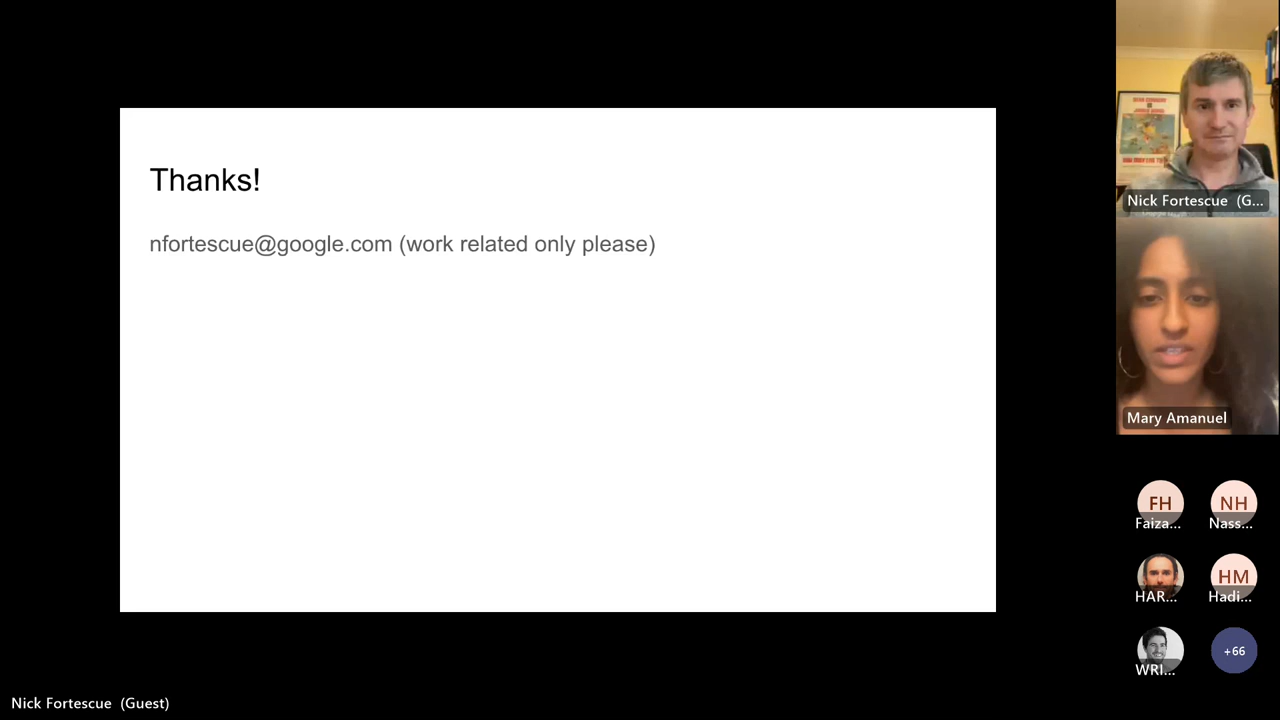 Thanks!
nfortescue@google.com (work related only please)
Nick Fortescue (G...
Mary Amanuel
FH
NH
Faiza...
Nass...
HM
HAR...
Hadi...
WRI...
+66
Nick Fortescue (Guest)